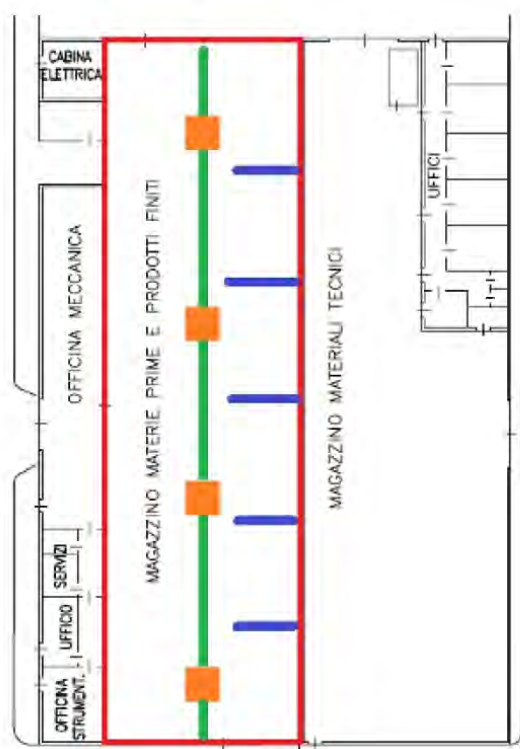 CABINA
ELETTRICA
OFFICINA MECCANICA
MAGAZZINO MATERIE PRIME E PRODOTTI FINITI
MAGAZZINO MATERIALI TECNICI
UFFICI
SERVIZI
UFFICIO
OFFICINA
STRUMENT.